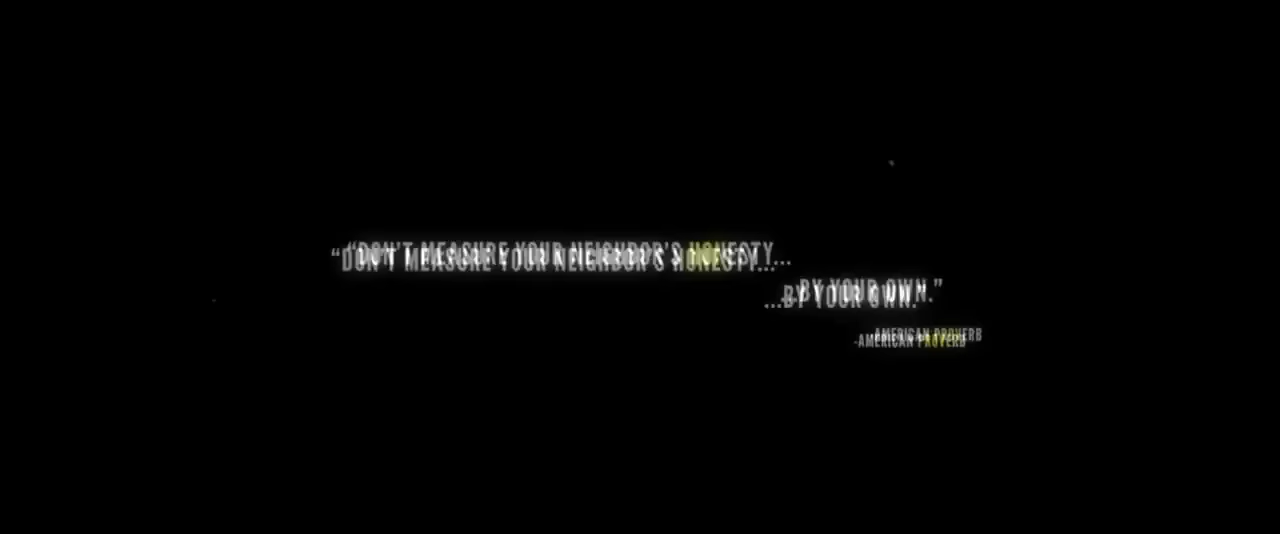 “DON'T MEASURE YOUR NEIGHBOR'S HONESTY...
...BY YOUR OWN.”
-AMERICAN PROVERB